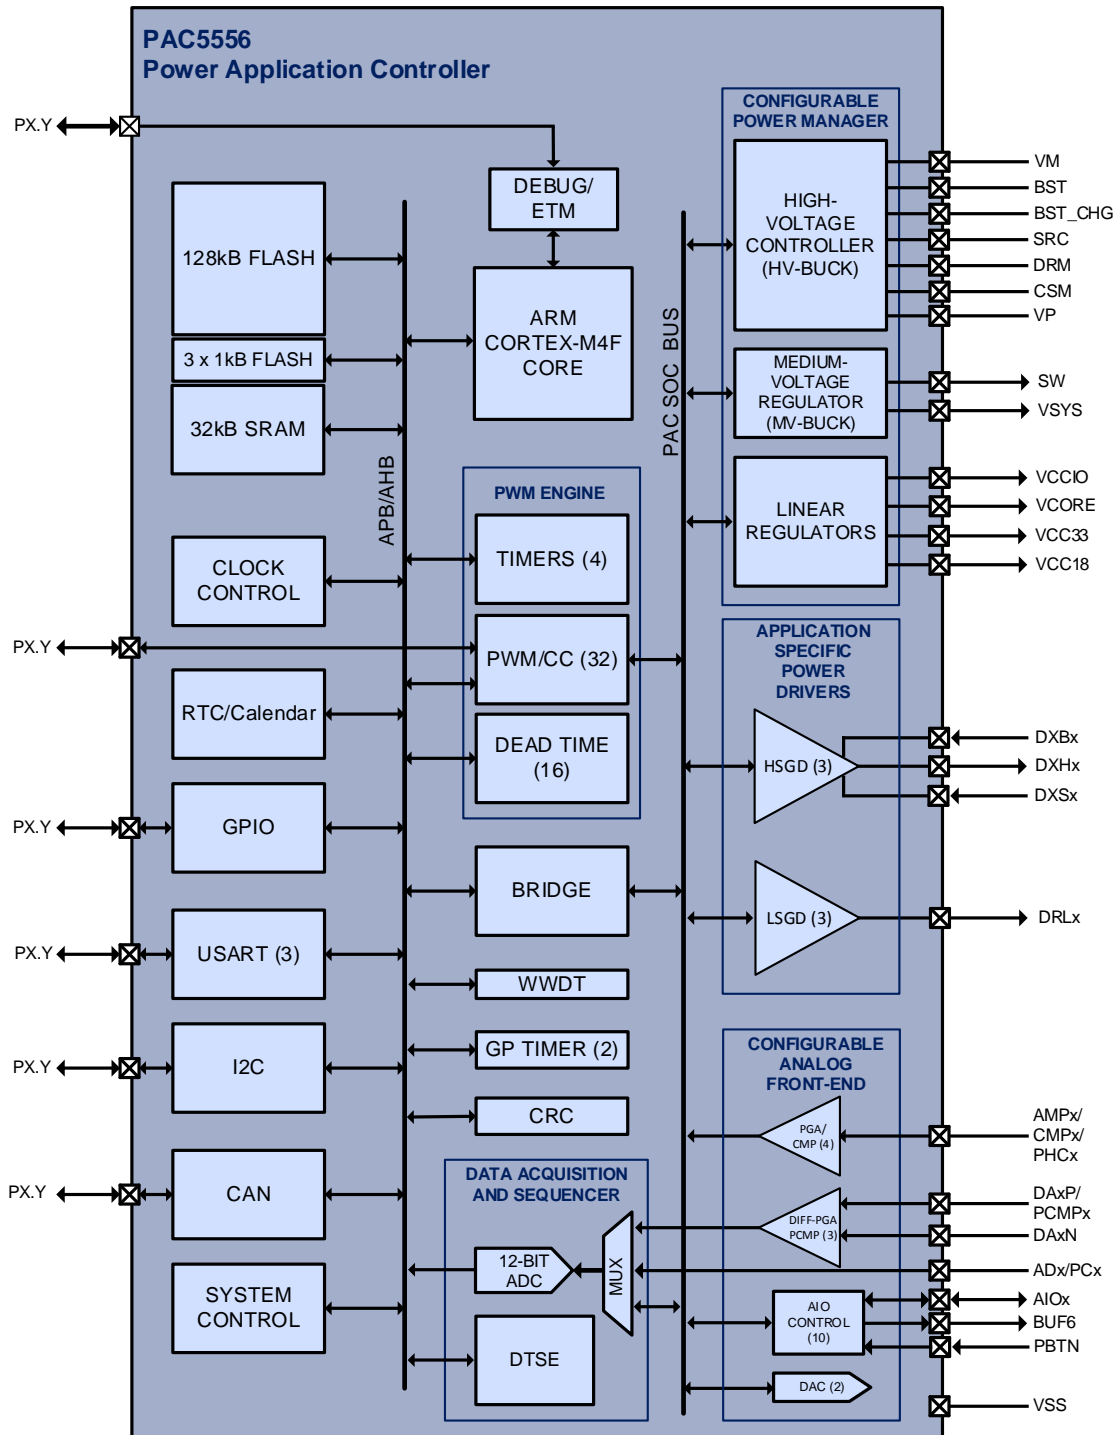 PAC5556
Power Application Controller
PX.Y
DEBUG/
ETM
128kB FLASH
3 x 1kB FLASH
32kB SRAM
ARM
CORTEX-M4F
CORE
APB/AHB
CLOCK
CONTROL
PX.Y
RTC/Calendar
PX.Y
GPIO
PX.Y
USART (3)
PX.Y
I2C
PX.Y
CAN
SYSTEM
CONTROL
PWM ENGINE
TIMERS (4)
PWM/CC (32)
DEAD TIME
(16)
BRIDGE
WWDT
GP TIMER (2)
CRC
DATA ACQUISITION
AND SEQUENCER
12-BIT
ADC
MUX
DTSE
PAC SOC BUS
CONFIGURABLE
POWER MANAGER
HIGH-
VOLTAGE
CONTROLLER
(HV-BUCK)
VM
BST
BST_CHG
SRC
DRM
CSM
VP
MEDIUM-
VOLTAGE
REGULATOR
(MV-BUCK)
SW
VSYS
LINEAR
REGULATORS
VCCIO
VCORE
VCC33
VCC18
APPLICATION
SPECIFIC
POWER
DRIVERS
HSGD (3)
DXBx
DXHx
DXSx
LSGD (3)
DRLx
CONFIGURABLE
ANALOG
FRONT-END
PGA/
CMP (4)
AMPx/
CMPx/
PHCx
DIFF-PGA
PCMP (3)
DAxP/
PCMPx
DAxN
ADx/PCx
AIO
CONTROL
(10)
AIOx
BUF6
PBTN
DAC (2)
VSS